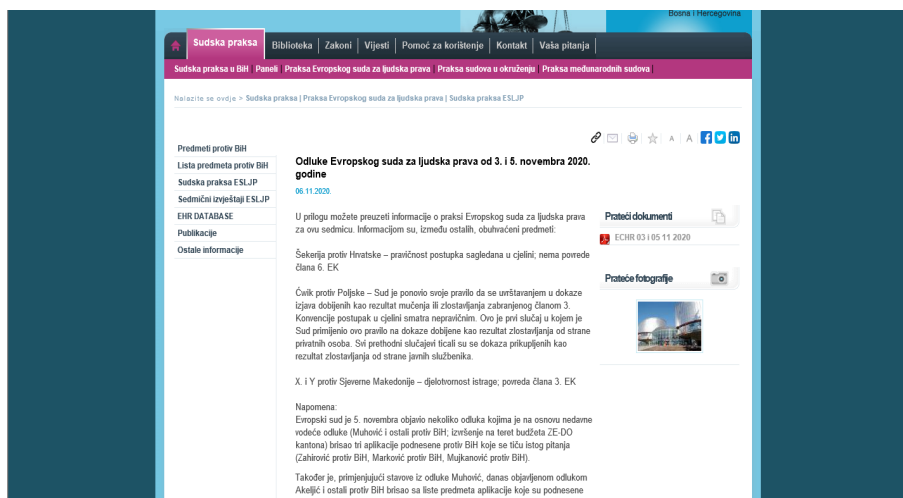 Bosna i Hercegovina
Sudska praksa
Biblioteka
Zakoni
Vijesti
Pomoć za korištenje
Kontakt
Vaša pitanja
Sudska praksa u BiH | Paneli | Praksa Evropskog suda za ljudska prava | Praksa sudova u okruženju | Praksa međunarodnih sudova |
Nalazite se ovdje > Sudska praksa | Praksa Evropskog suda za ljudska prava | Sudska praksa ESLJP
A | A
Predmeti protiv BiH
Lista predmeta protiv BiH
Sudska praksa ESLJP
Sedmični izvještaji ESLJP
EHR DATABASE
Publikacije
Ostale informacije
Odluke Evropskog suda za ljudska prava od 3. i 5. novembra 2020.
godine
06.11.2020.
U prilogu možete preuzeti informacije o praksi Evropskog suda za ljudska prava
za ovu sedmicu. Informacijom su, između ostalih, obuhvaćeni predmeti:
Šekerija protiv Hrvatske – pravičnost postupka sagledana u cjelini; nema povrede
člana 6. EK
Ćwik protiv Poljske – Sud je ponovio svoje pravilo da se uvrštavanjem u dokaze
izjava dobijenih kao rezultat mučenja ili zlostavljanja zabranjenog članom 3.
Konvencije postupak u cjelini smatra nepravičnim. Ovo je prvi slučaj u kojem je
Sud primijenio ovo pravilo na dokaze dobijene kao rezultat zlostavljanja od strane
privatnih osoba. Svi prethodni slučajevi ticali su se dokaza prikupljenih kao
rezultat zlostavljanja od strane javnih službenika.
X. i Y protiv Sjeverne Makedonije – djelotvornost istrage; povreda člana 3. EK
Napomena:
Evropski sud je 5. novembra objavio nekoliko odluka kojima je na osnovu nedavne
vodeće odluke (Muhović i ostali protiv BiH; izvršenje na teret budžeta ZE-DO
kantona) brisao tri aplikacije podnesene protiv BiH koje se tiču istog pitanja
(Zahirović protiv BiH, Marković protiv BiH, Mujkanović protiv BiH).
Također je, primjenjujući stavove iz odluke Muhović, danas objavljenom odlukom
Akeljić i ostali protiv BiH brisao sa liste predmeta aplikacije koje su podnesene
Prateći dokumenti
ECHR 03 i 05 11 2020
Prateće fotografije